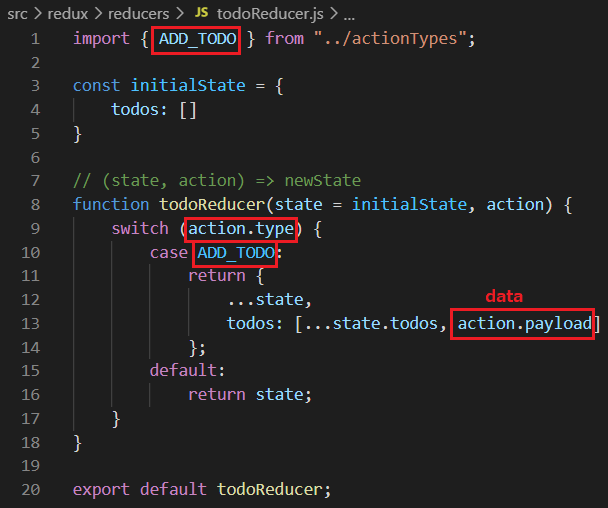 src > redux > reducers > JS todoReducer.js > ...
1 import { ADD_TODO } from "../actionTypes";
2
3 const initialState = {
4     todos: []
5 }
6
7 // (state, action) => newState
8 function todoReducer(state = initialState, action) {
9     switch (action.type) {
10         case ADD_TODO:
11             return {
12                 ...state,
data
13                 todos: [...state.todos, action.payload]
14             };
15         default:
16             return state;
17     }
18 }
19
20 export default todoReducer;